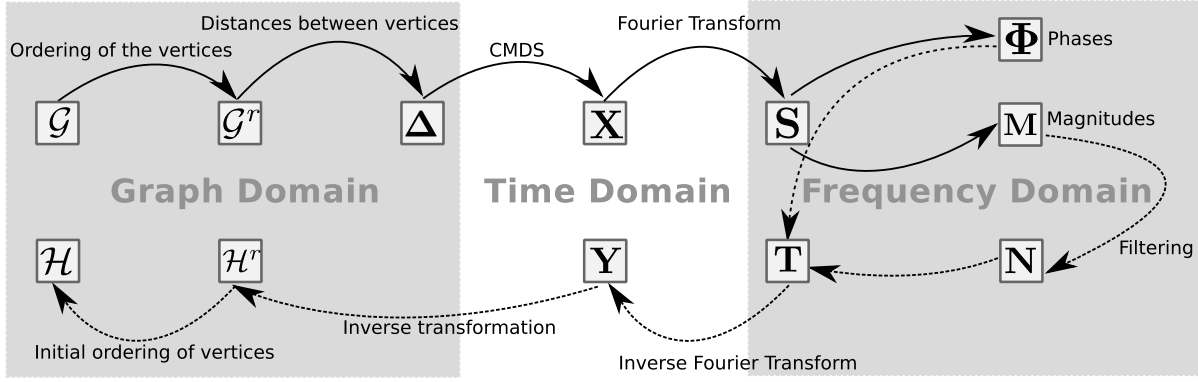 Distances between vertices
Fourier Transform
Ordering of the vertices
CMDS
Φ Phases
𝒢
𝒢^r
Δ
X
S
M Magnitudes
Graph Domain
Time Domain
Frequency Domain
ℋ
ℋ^r
Y
T
N
Filtering
Inverse transformation
Initial ordering of vertices
Inverse Fourier Transform